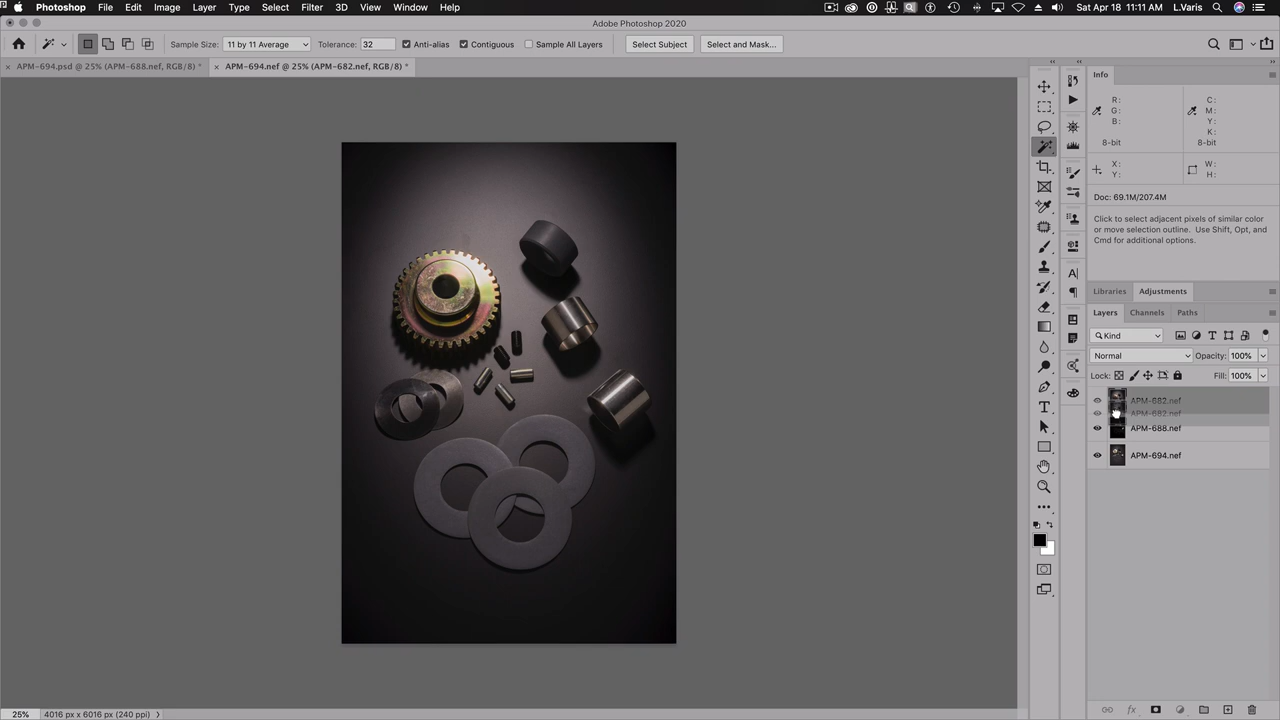 Photoshop File Edit Image Layer Type Select Filter 3D View Window Help Sat Apr 18 11:11 AM L.Varis
Adobe Photoshop 2020
Sample Size: 11 by 11 Average Tolerance: 32 Anti-alias Contiguous Sample All Layers Select Subject Select and Mask...
× APM-694.psd @ 25% (APM-688.nef, RGB/8) * × APM-694.nef @ 25% (APM-682.nef, RGB/8) *
Info
R: C:
G: M:
B: Y:
K:
8-bit 8-bit
X: W:
Y: H:
Doc: 69.1M/207.4M
Click to select adjacent pixels of similar color
or move selection outline. Use Shift, Opt, and
Cmd for additional options.
Libraries Adjustments
Layers Channels Paths
Kind
Normal Opacity: 100%
Lock: Fill: 100%
APM-682.nef
APM-682.nef
APM-688.nef
APM-694.nef
25% 4016 px x 6016 px (240 ppi)